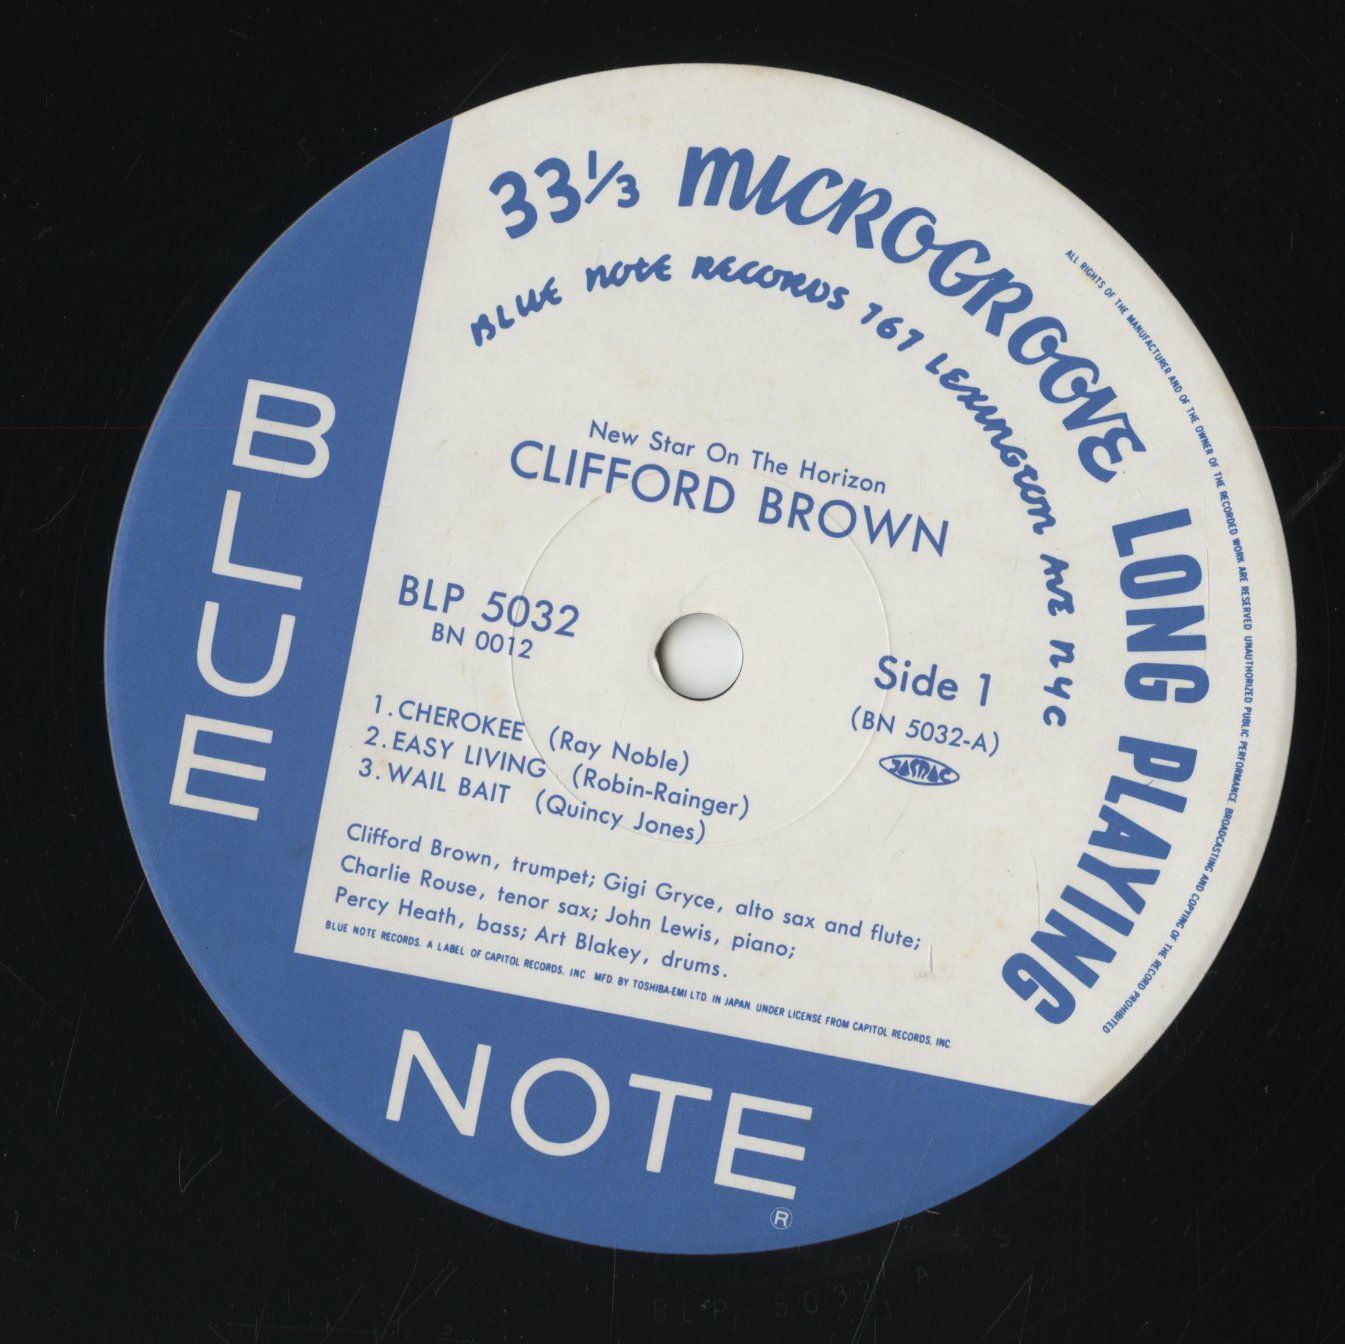 33⅓ MICROGROOVE LONG PLAYING
BLUE NOTE RECORDS 767 LEXINGTON AVE NYC
ALL RIGHTS OF THE MANUFACTURER AND OF THE OWNER OF THE RECORDED WORK ARE RESERVED UNAUTHORIZED PUBLIC PERFORMANCE BROADCASTING AND COPYING OF THE RECORD PROHIBITED
New Star On The Horizon
CLIFFORD BROWN
BLP 5032
BN 0012
Side 1
(BN 5032-A)
JASRAC
1.CHEROKEE (Ray Noble)
2.EASY LIVING (Robin-Rainger)
3.WAIL BAIT (Quincy Jones)
Clifford Brown, trumpet; Gigi Gryce, alto sax and flute;
Charlie Rouse, tenor sax; John Lewis, piano;
Percy Heath, bass; Art Blakey, drums.
BLUE NOTE RECORDS. A LABEL OF CAPITOL RECORDS. INC. MFD. BY TOSHIBA-EMI LTD. IN JAPAN. UNDER LICENSE FROM CAPITOL RECORDS. INC.
BLUE
NOTE
®
BLP 5032 A